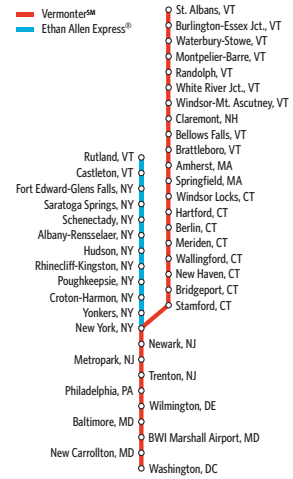 Vermonter℠
Ethan Allen Express®
St. Albans, VT
Burlington-Essex Jct., VT
Waterbury-Stowe, VT
Montpelier-Barre, VT
Randolph, VT
White River Jct., VT
Windsor-Mt. Ascutney, VT
Claremont, NH
Bellows Falls, VT
Brattleboro, VT
Amherst, MA
Springfield, MA
Windsor Locks, CT
Hartford, CT
Berlin, CT
Meriden, CT
Wallingford, CT
New Haven, CT
Bridgeport, CT
Stamford, CT
Rutland, VT
Castleton, VT
Fort Edward-Glens Falls, NY
Saratoga Springs, NY
Schenectady, NY
Albany-Rensselaer, NY
Hudson, NY
Rhinecliff-Kingston, NY
Poughkeepsie, NY
Croton-Harmon, NY
Yonkers, NY
New York, NY
Newark, NJ
Metropark, NJ
Trenton, NJ
Philadelphia, PA
Wilmington, DE
Baltimore, MD
BWI Marshall Airport, MD
New Carrollton, MD
Washington, DC